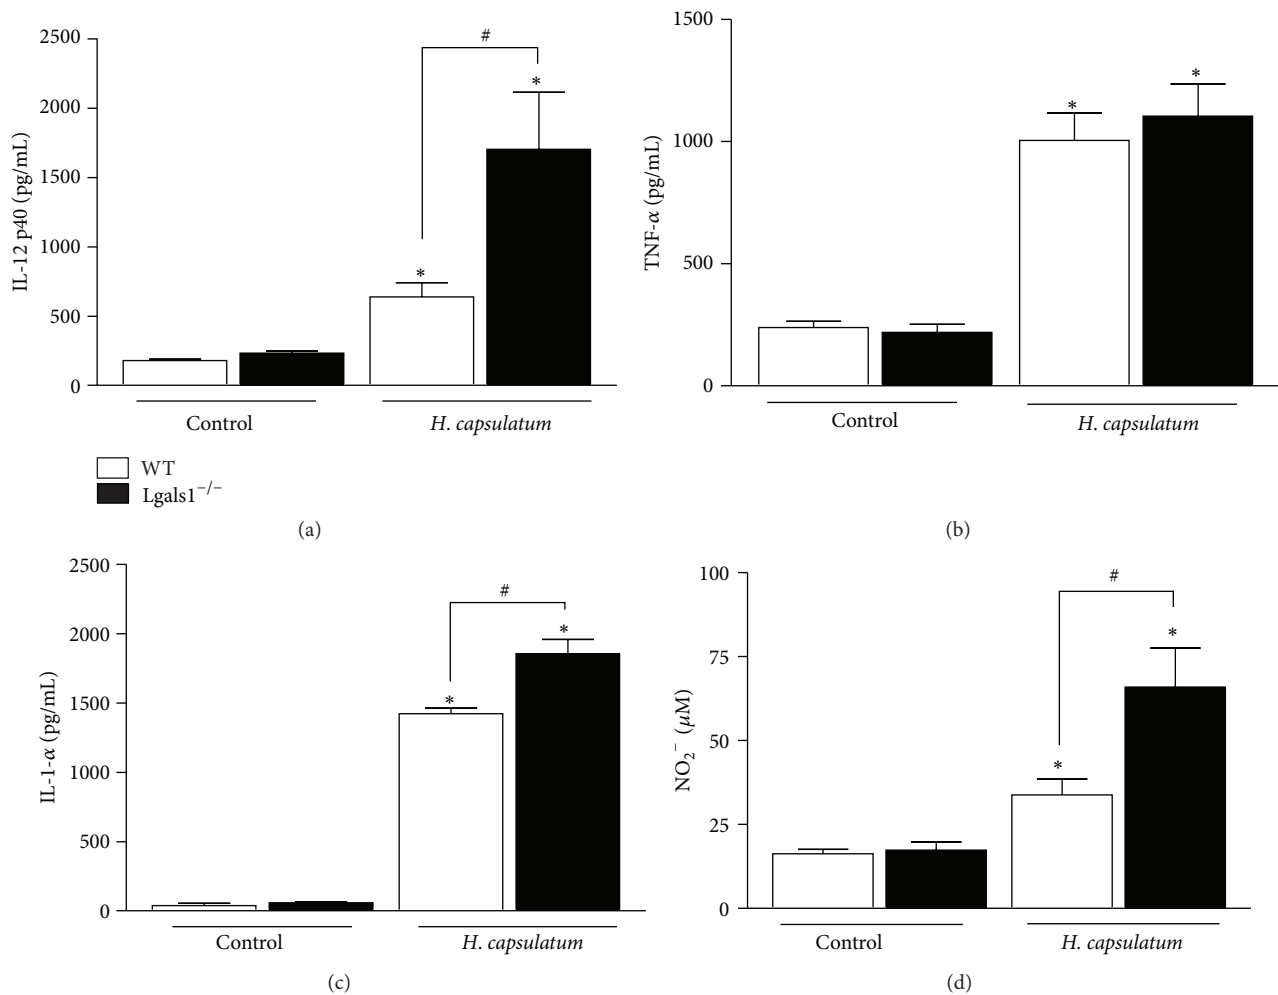 2500
2000
1500
1000
500
0
IL-12 p40 (pg/mL)
#
*
*
Control
H. capsulatum
WT
Lgals1⁻/⁻
(a)
1500
1000
500
0
TNF-α (pg/mL)
*
*
Control
H. capsulatum
(b)
2500
2000
1500
1000
500
0
IL-1-α (pg/mL)
#
*
*
Control
H. capsulatum
(c)
100
75
50
25
0
NO₂⁻ (μM)
#
*
*
Control
H. capsulatum
(d)